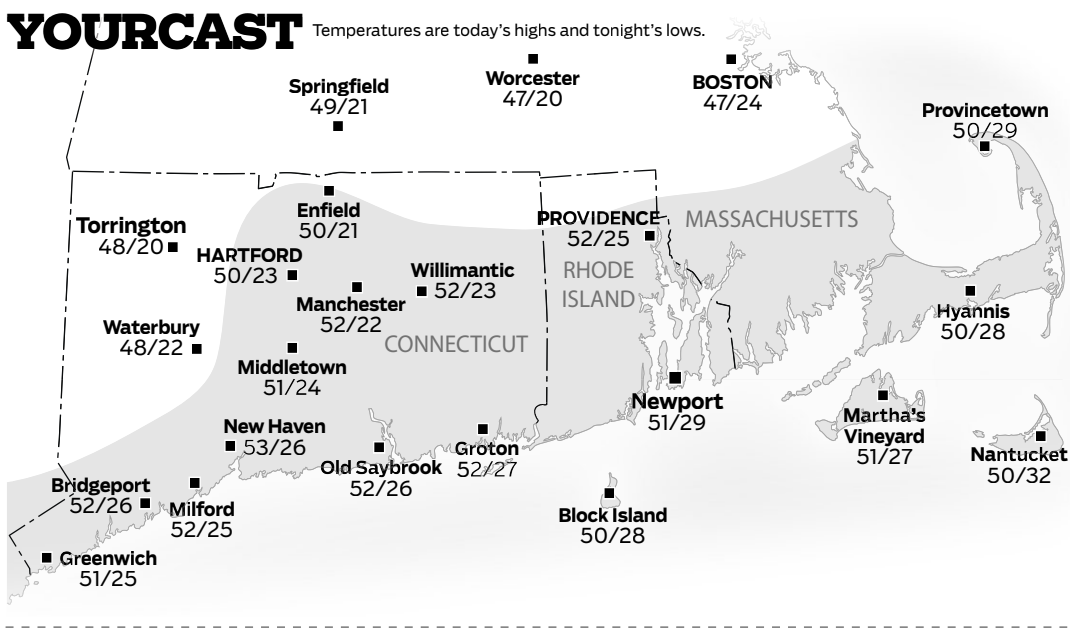 YOURCAST
Temperatures are today's highs and tonight's lows.
Springfield
49/21
Worcester
47/20
BOSTON
47/24
Provincetown
50/29
Torrington
48/20
Enfield
50/21
HARTFORD
50/23
Manchester
52/22
Willimantic
52/23
PROVIDENCE
52/25
MASSACHUSETTS
RHODE
ISLAND
Hyannis
50/28
Waterbury
48/22
CONNECTICUT
Middletown
51/24
New Haven
53/26
Old Saybrook
52/26
Groton
52/27
Newport
51/29
Martha's
Vineyard
51/27
Nantucket
50/32
Bridgeport
52/26
Milford
52/25
Block Island
50/28
Greenwich
51/25